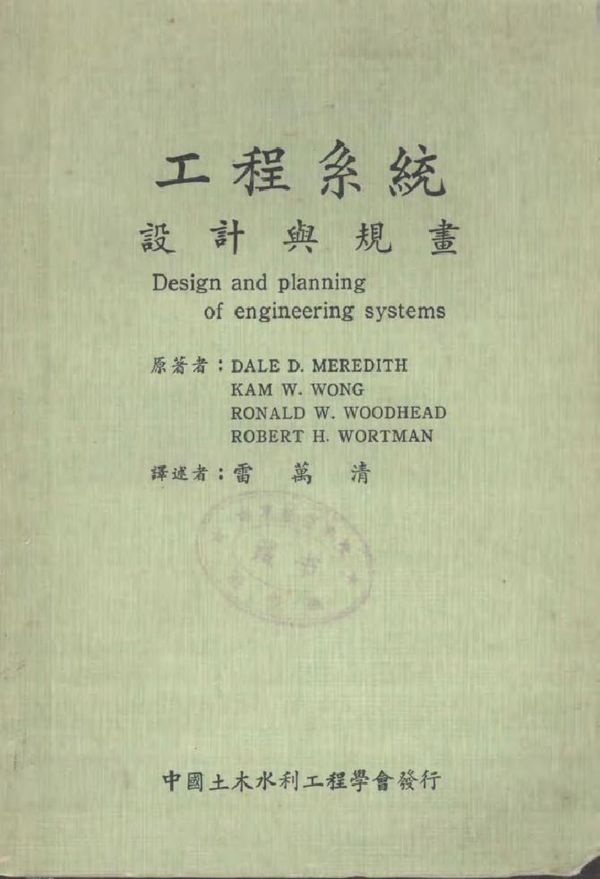 工程系統
設計與規畫
Design and planning
of engineering systems
原著者：DALE D. MEREDITH
KAM W. WONG
RONALD W. WOODHEAD
ROBERT H. WORTMAN
譯述者：雷萬清
中國土木水利工程學會發行